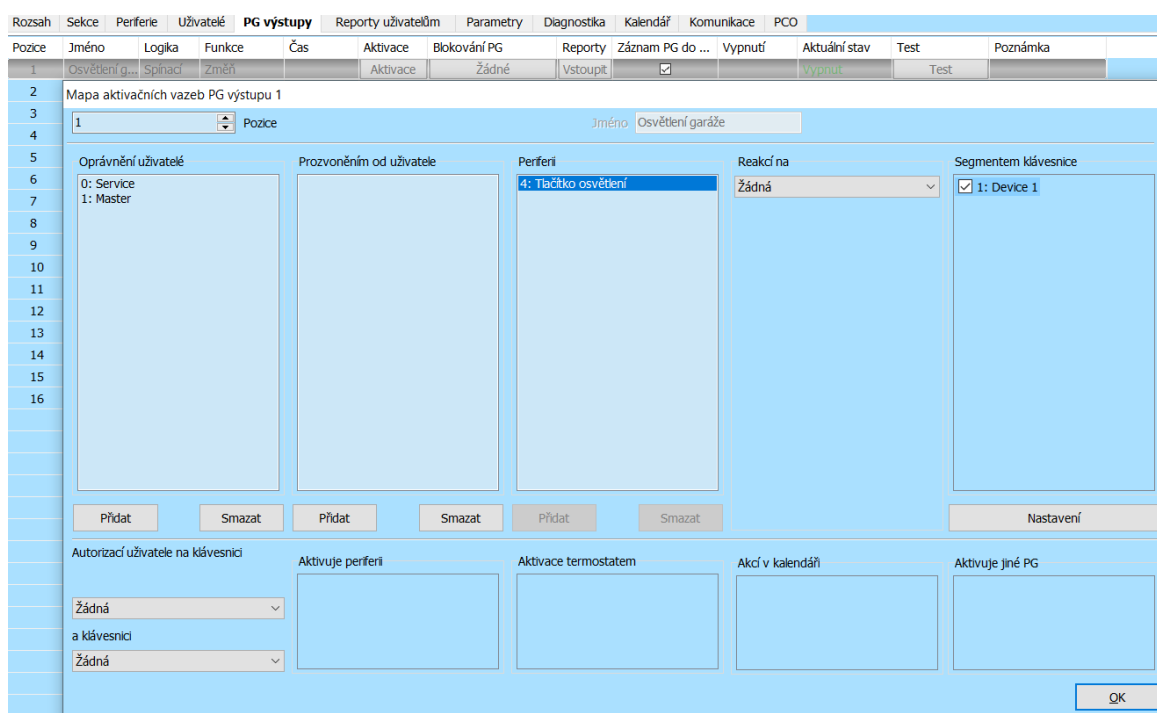 Rozsah Sekce Periferie Uživatelé PG výstupy Reporty uživatelům Parametry Diagnostika Kalendář Komunikace PCO
Pozice Jméno Logika Funkce Čas Aktivace Blokování PG Reporty Záznam PG do ... Vypnutí Aktuální stav Test Poznámka
1 Osvětlení g... Spínací Změň Aktivace Žádné Vstoupit Vypnut Test
2
Mapa aktivačních vazeb PG výstupu 1
3
1 Pozice Jméno Osvětlení garáže
4
5
Oprávnění uživatelé Prozvoněním od uživatele Periferií Reakcí na Segmentem klávesnice
6
0: Service 4: Tlačítko osvětlení Žádná 1: Device 1
7
1: Master
8
9
10
11
12
13
14
15
16
Přidat Smazat Přidat Smazat Přidat Smazat Nastavení
Autorizací uživatele na klávesnici Aktivuje periferii Aktivace termostatem Akcí v kalendáři Aktivuje jiné PG
Žádná
a klávesnici
Žádná
OK